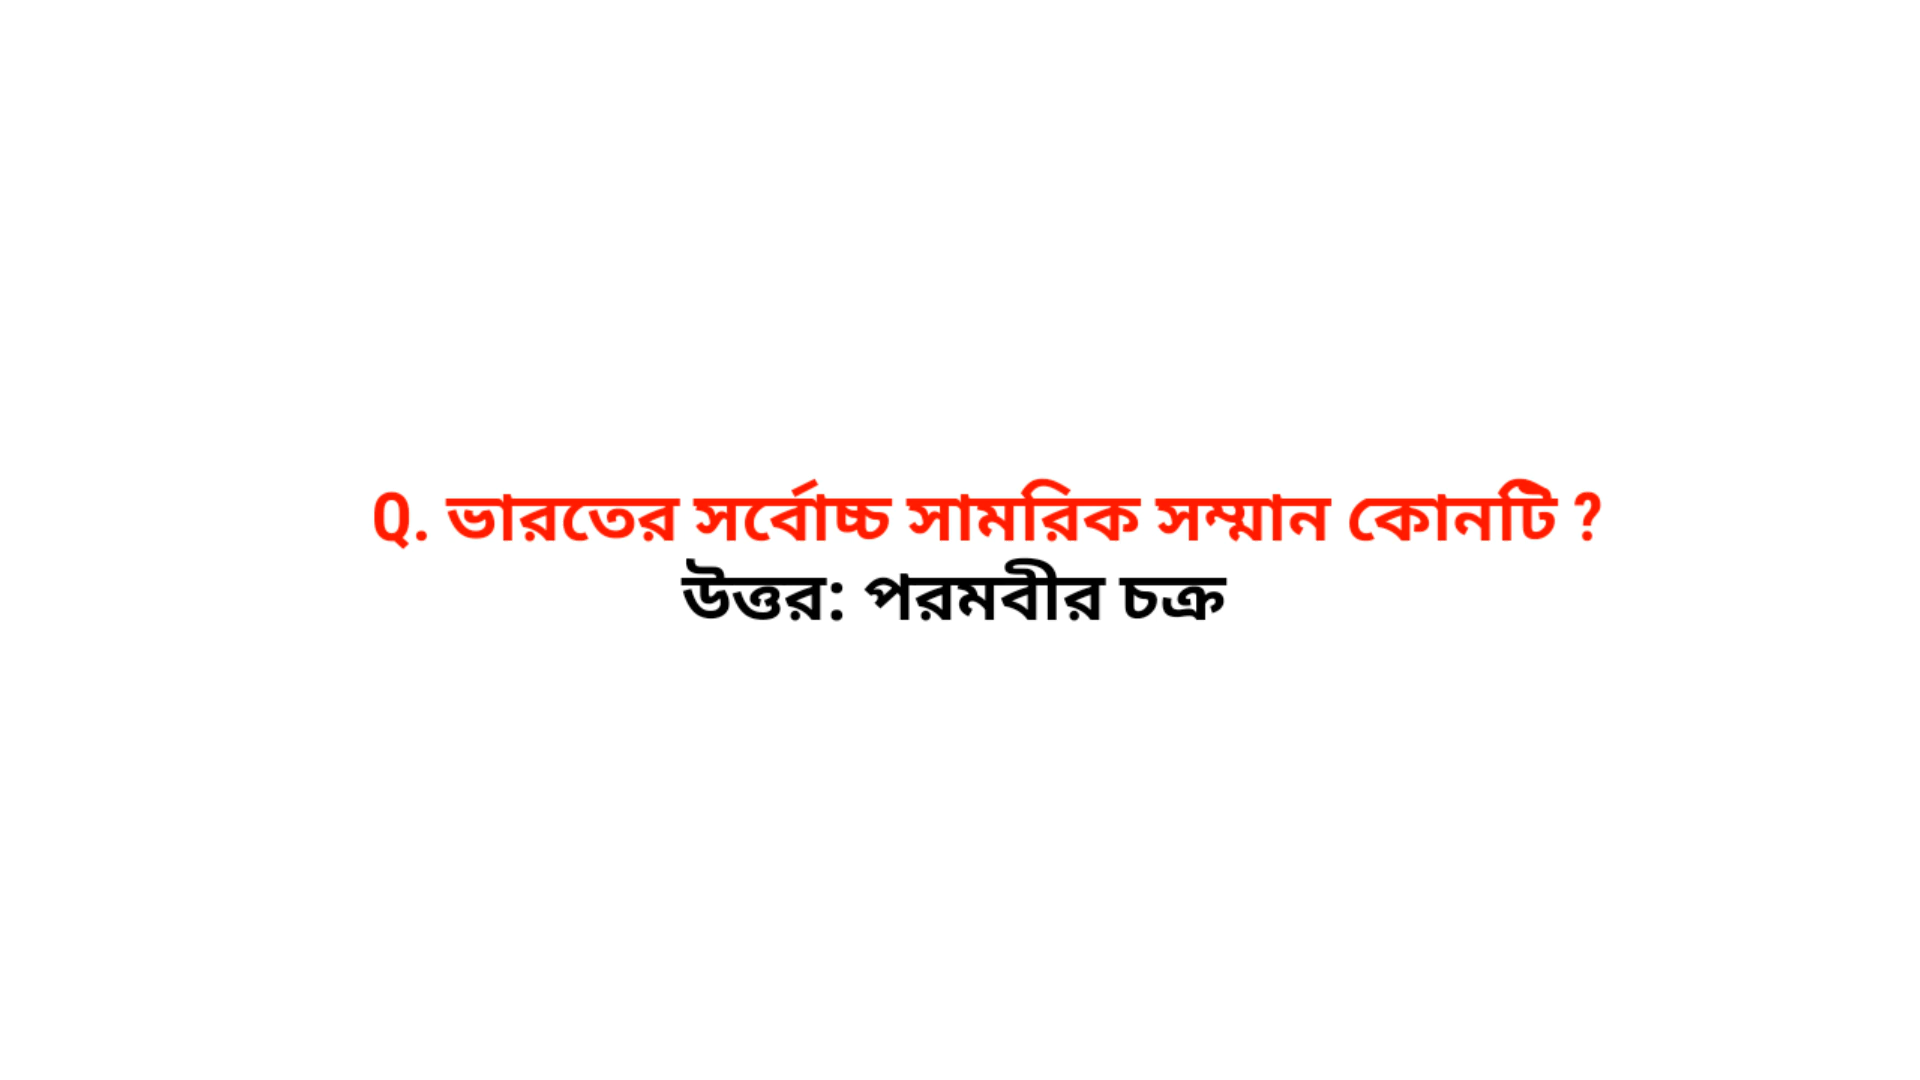 Q. ভারতের সর্বোচ্চ সামরিক সম্মান কোনটি ?
উত্তর: পরমবীর চক্র